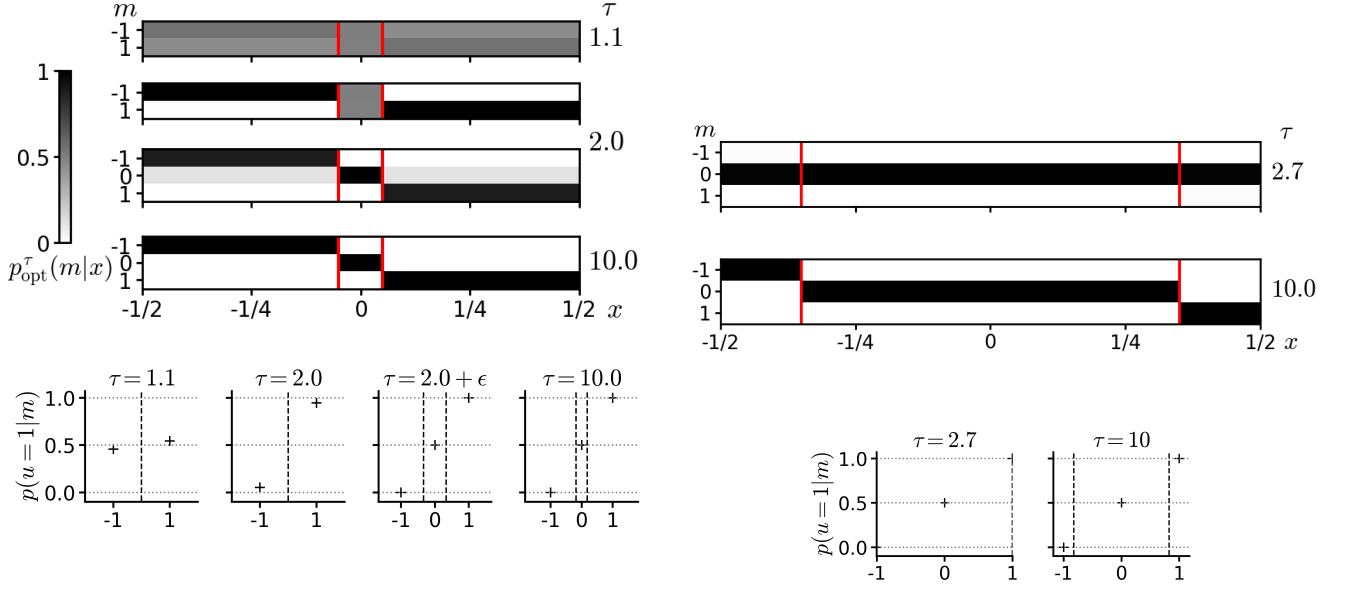 m τ
-1
1 1.1
-1
1
2.0
-1
0
1
-1
0 10.0
1
-1/2 -1/4 0 1/4 1/2 x
1
0.5
0
p_opt^τ(m|x)
m τ
-1
0 2.7
1
-1
0 10.0
1
-1/2 -1/4 0 1/4 1/2 x
τ = 1.1 τ = 2.0 τ = 2.0 + ϵ τ = 10.0
p(u = 1|m)
1.0
0.5
0.0
-1 1 -1 1 -1 0 1 -1 0 1
τ = 2.7 τ = 10
p(u = 1|m)
1.0
0.5
0.0
-1 0 1 -1 0 1